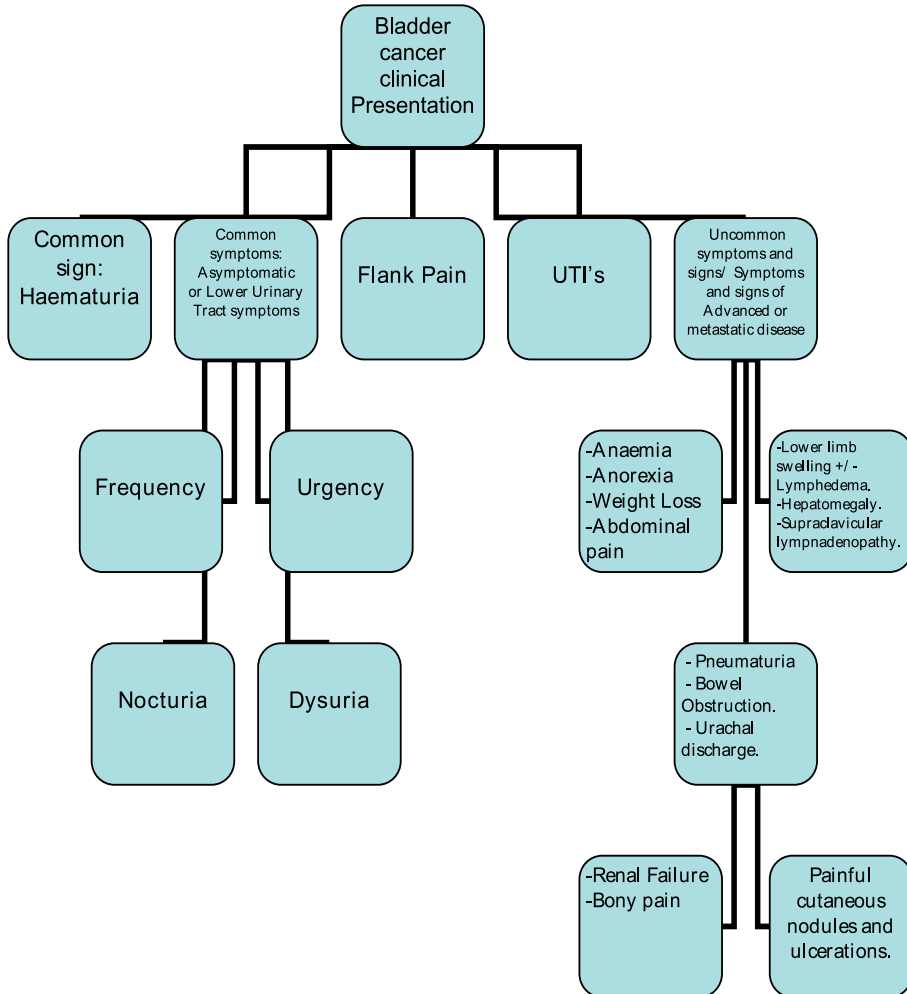 Bladder
cancer
clinical
Presentation
Common
sign:
Haematuria
Common
symptoms:
Asymptomatic
or Lower Urinary
Tract symptoms
Flank Pain
UTI's
Uncommon
symptoms and
signs/ Symptoms
and signs of
Advanced or
metastatic disease
Frequency
Urgency
-Anaemia
-Anorexia
-Weight Loss
-Abdominal
pain
-Lower limb
swelling +/-
Lymphedema.
-Hepatomegaly.
-Supraclavicular
lympnadenopathy.
Nocturia
Dysuria
- Pneumaturia
- Bowel
Obstruction.
- Urachal
discharge.
-Renal Failure
-Bony pain
Painful
cutaneous
nodules and
ulcerations.